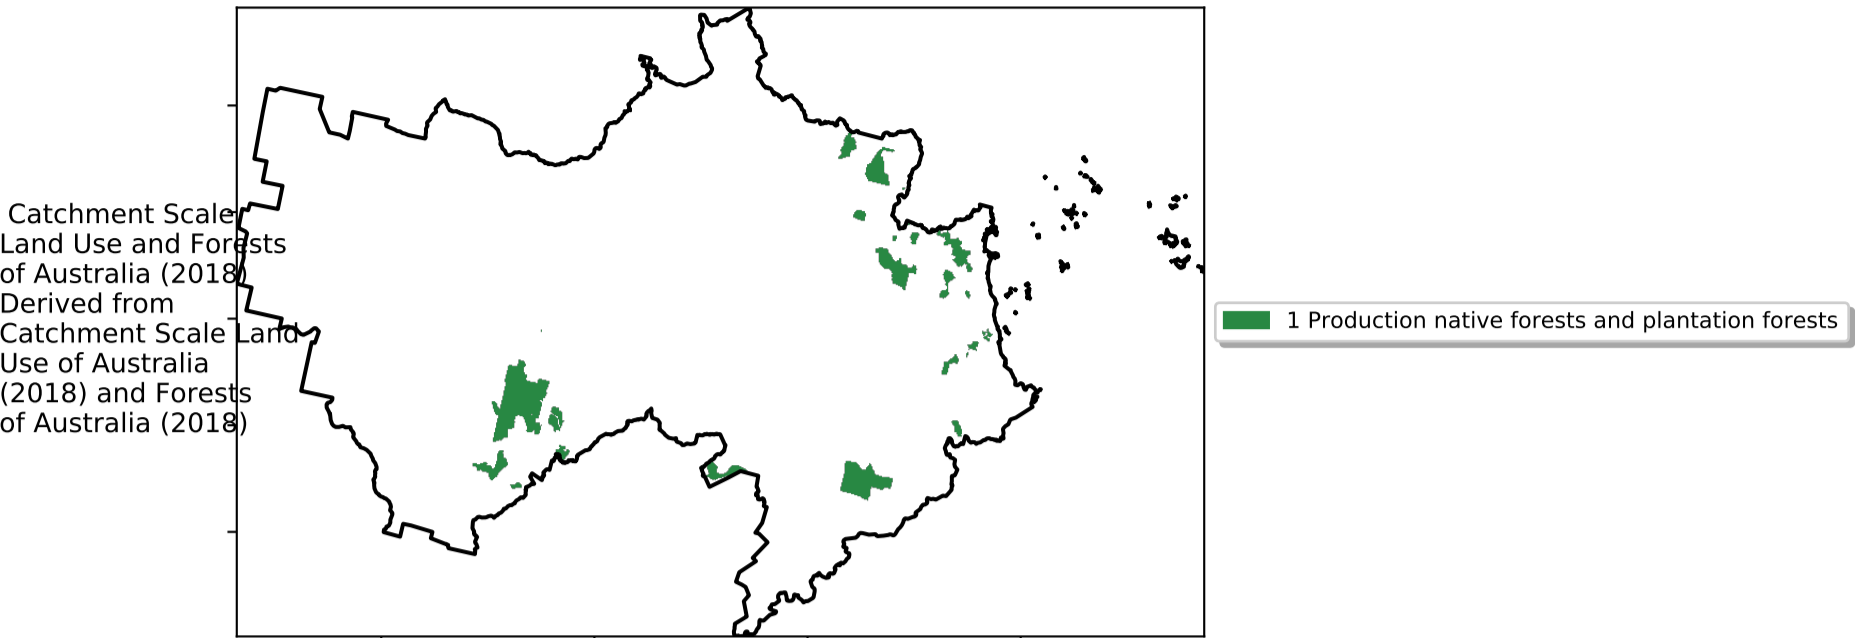 Catchment Scale
Land Use and Forests
of Australia (2018)
Derived from
Catchment Scale Land
Use of Australia
(2018) and Forests
of Australia (2018)
1 Production native forests and plantation forests